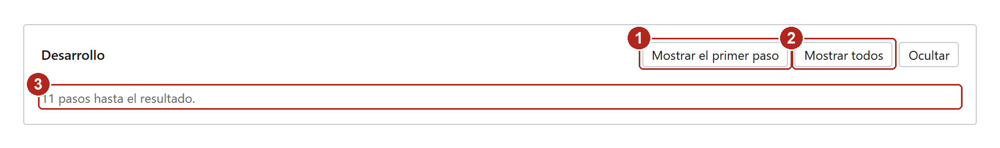 1 2
Desarrollo Mostrar el primer paso Mostrar todos Ocultar
3
11 pasos hasta el resultado.